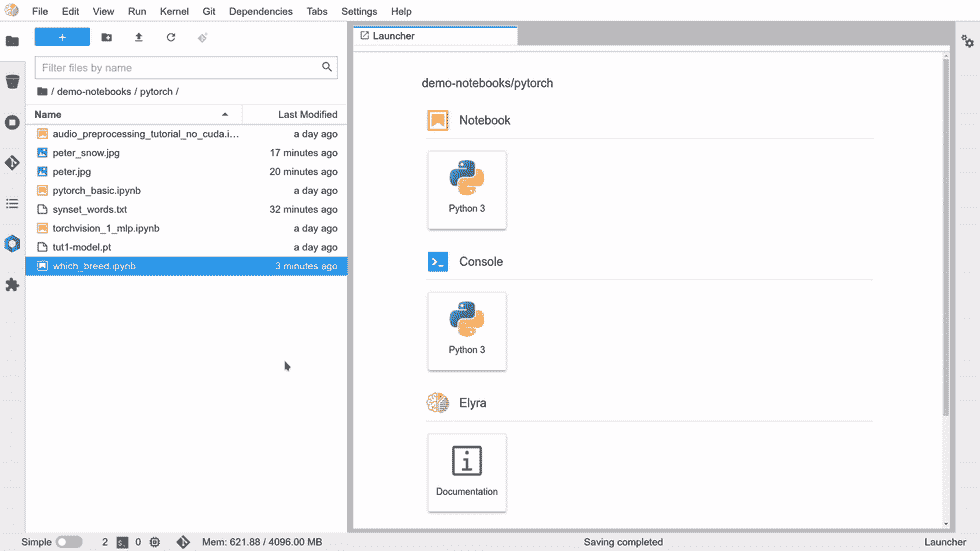 File Edit View Run Kernel Git Dependencies Tabs Settings Help
+
Filter files by name
/ demo-notebooks / pytorch /
Name Last Modified
audio_preprocessing_tutorial_no_cuda.i... a day ago
peter_snow.jpg 17 minutes ago
peter.jpg 20 minutes ago
pytorch_basic.ipynb a day ago
synset_words.txt 32 minutes ago
torchvision_1_mlp.ipynb a day ago
tut1-model.pt a day ago
which_breed.ipynb 3 minutes ago
Launcher
demo-notebooks/pytorch
Notebook
Python 3
Console
Python 3
Elyra
Documentation
Simple 2 0 Mem: 621.88 / 4096.00 MB Saving completed Launcher